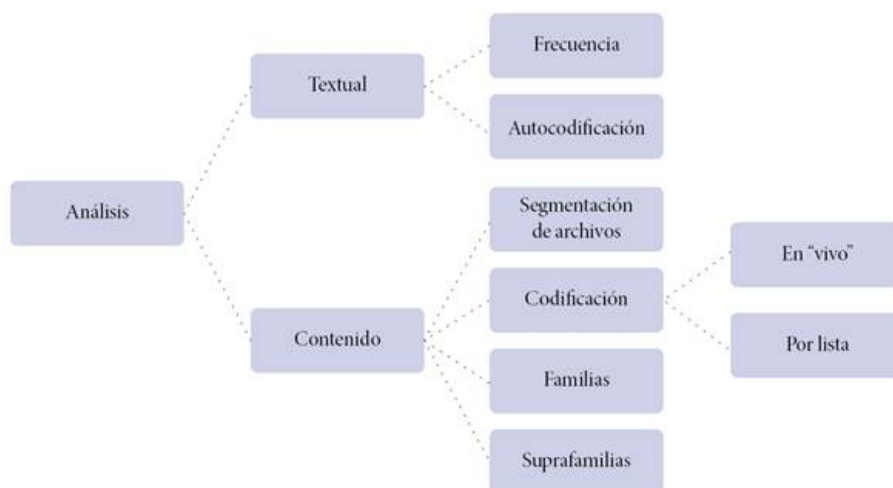 Análisis
Textual
Frecuencia
Autocodificación
Contenido
Segmentación
de archivos
Codificación
En “vivo”
Por lista
Familias
Suprafamilias